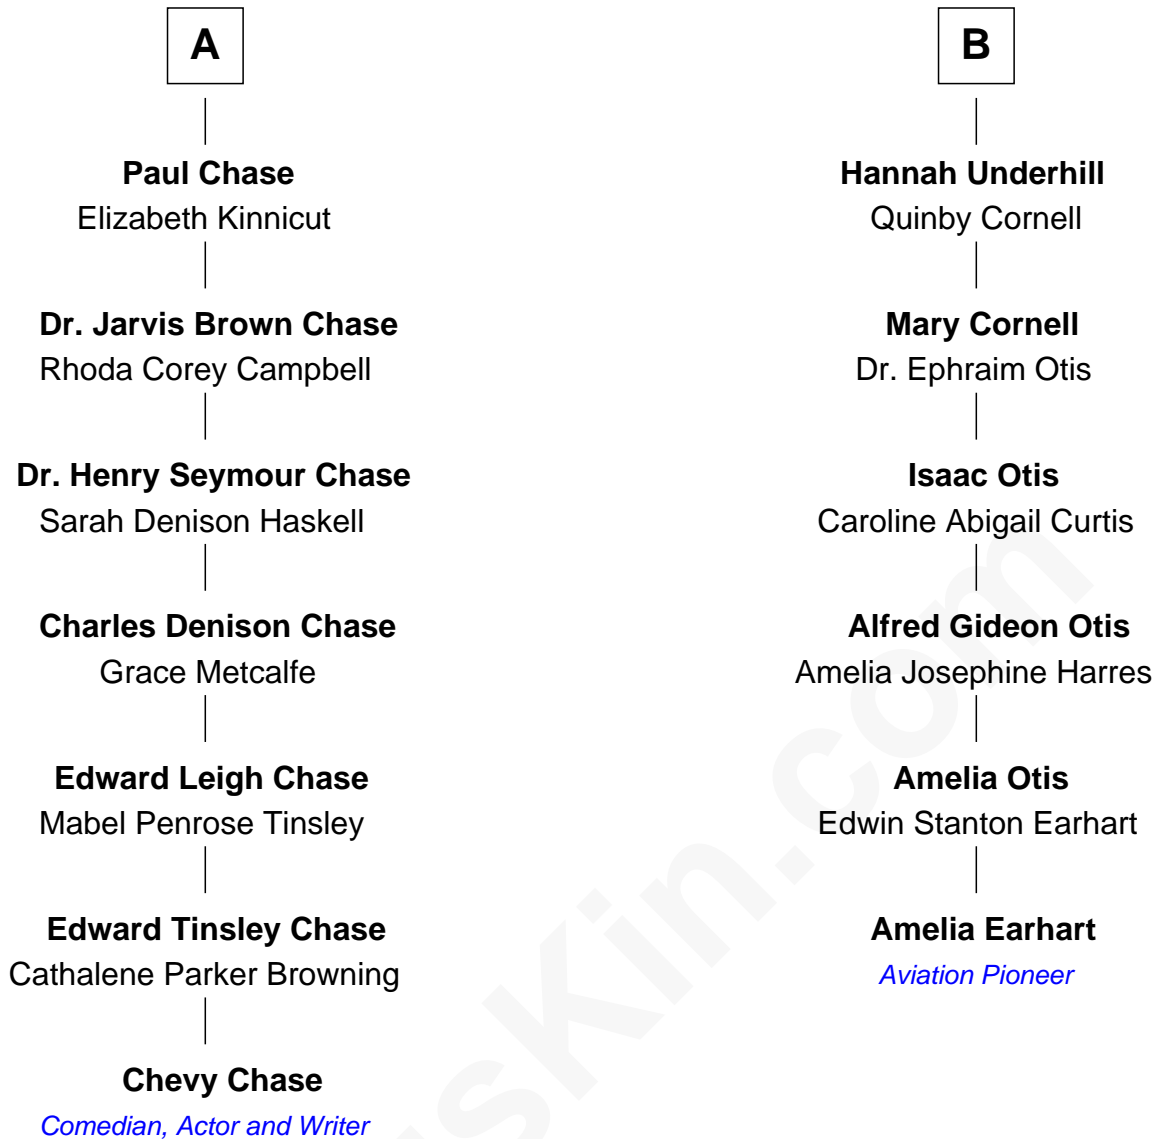 A
Paul Chase
Elizabeth Kinnicut
Dr. Jarvis Brown Chase
Rhoda Corey Campbell
Dr. Henry Seymour Chase
Sarah Denison Haskell
Charles Denison Chase
Grace Metcalfe
Edward Leigh Chase
Mabel Penrose Tinsley
Edward Tinsley Chase
Cathalene Parker Browning
Chevy Chase
Comedian, Actor and Writer
B
Hannah Underhill
Quinby Cornell
Mary Cornell
Dr. Ephraim Otis
Isaac Otis
Caroline Abigail Curtis
Alfred Gideon Otis
Amelia Josephine Harres
Amelia Otis
Edwin Stanton Earhart
Amelia Earhart
Aviation Pioneer
usKin.com